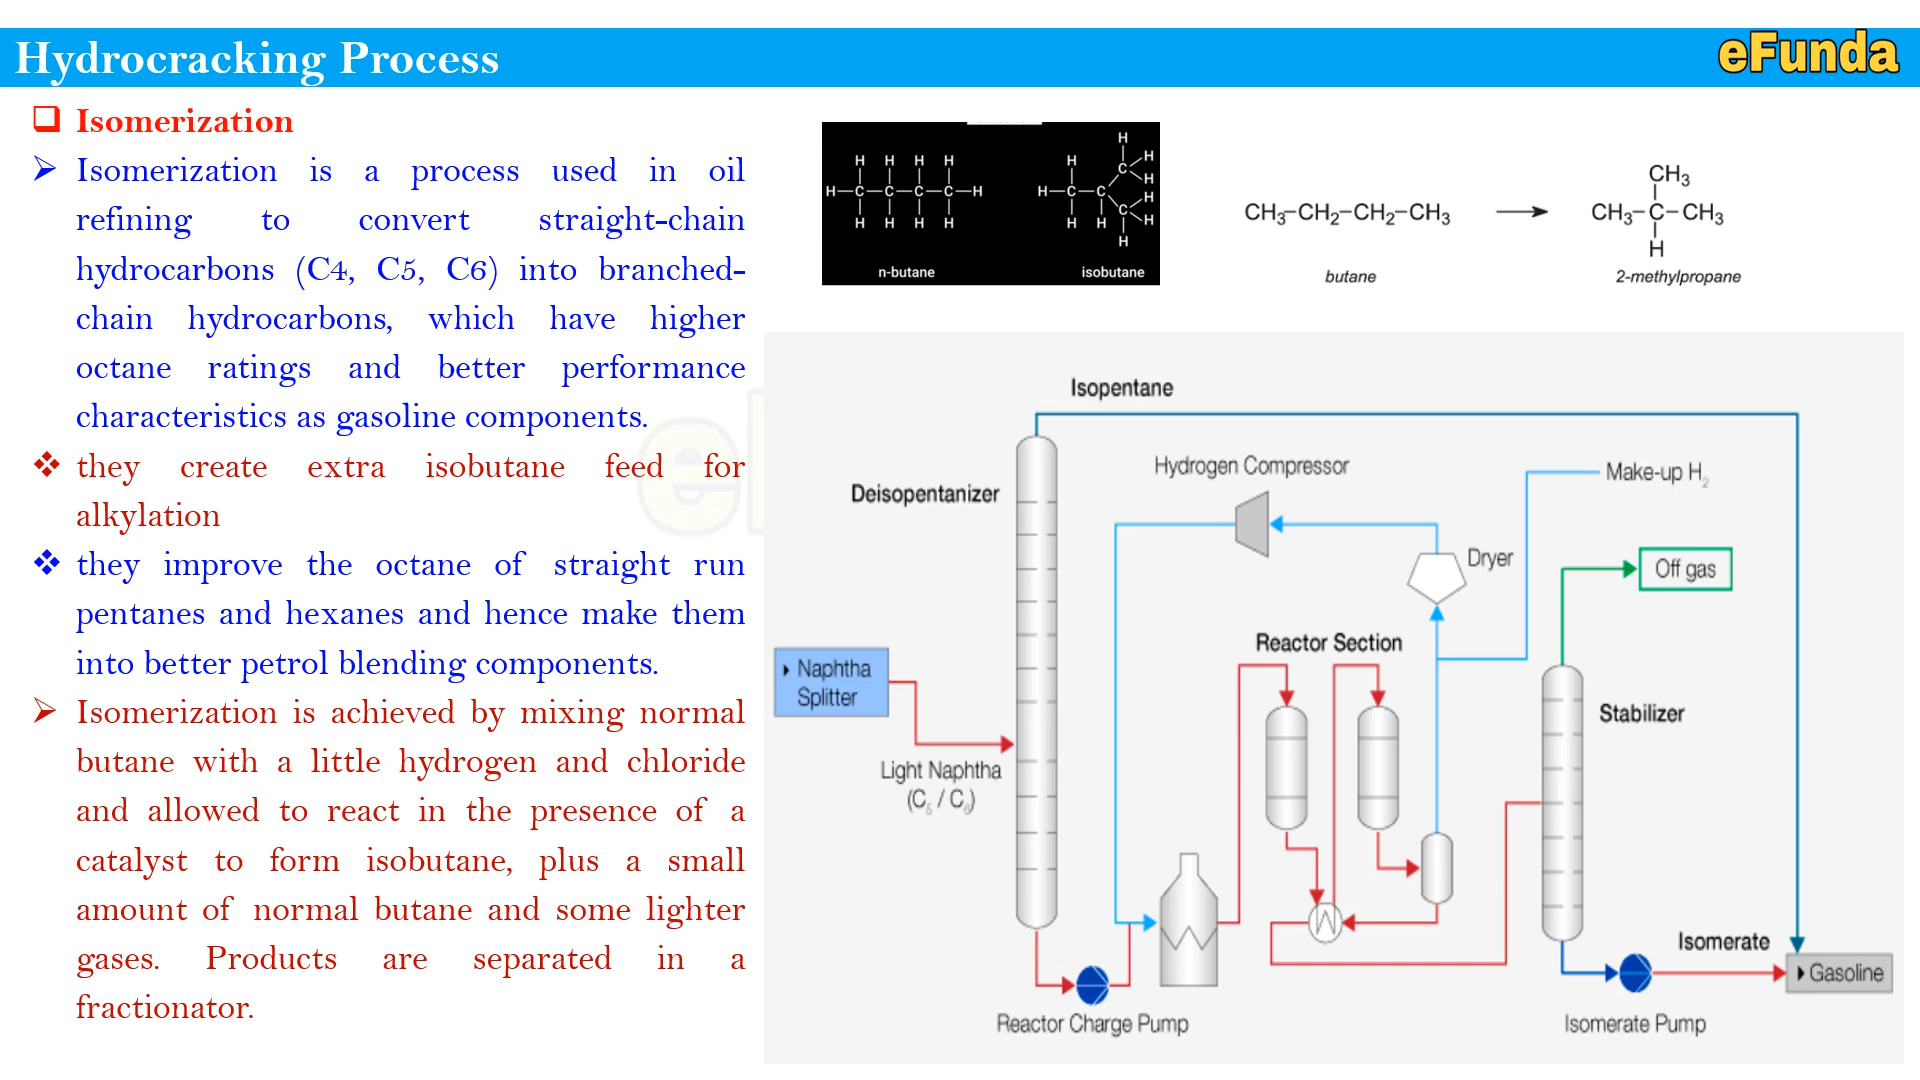 Hydrocracking Process
eFunda
Isomerization
Isomerization is a process used in oil
refining to convert straight-chain
hydrocarbons (C4, C5, C6) into branched-
chain hydrocarbons, which have higher
octane ratings and better performance
characteristics as gasoline components.
they create extra isobutane feed for
alkylation
they improve the octane of straight run
pentanes and hexanes and hence make them
into better petrol blending components.
Isomerization is achieved by mixing normal
butane with a little hydrogen and chloride
and allowed to react in the presence of a
catalyst to form isobutane, plus a small
amount of normal butane and some lighter
gases. Products are separated in a
fractionator.
H H H H
H–C–C–C–C–H
H H H H
n-butane
H
H C H
H
H–C–C
H
H H C H
H
isobutane
CH3–CH2–CH2–CH3
butane
CH3
CH3–C–CH3
H
2-methylpropane
Isopentane
Hydrogen Compressor
Make-up H2
Deisopentanizer
Dryer
Off gas
Reactor Section
Naphtha
Splitter
Stabilizer
Light Naphtha
(C5 / C6)
Isomerate
Gasoline
Reactor Charge Pump
Isomerate Pump